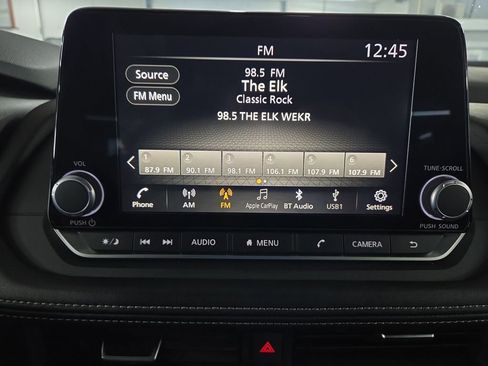 FM
12:45
Source
98.5 FM
The Elk
FM Menu
Classic Rock
98.5 THE ELK WEKR
1 2 3 4 5 6
87.9 FM 90.1 FM 98.1 FM 106.1 FM 107.9 FM 107.9 FM
VOL
TUNE·SCROLL
Phone AM FM Apple CarPlay BT Audio USB1 Settings
PUSH
PUSH SOUND
AUDIO MENU CAMERA